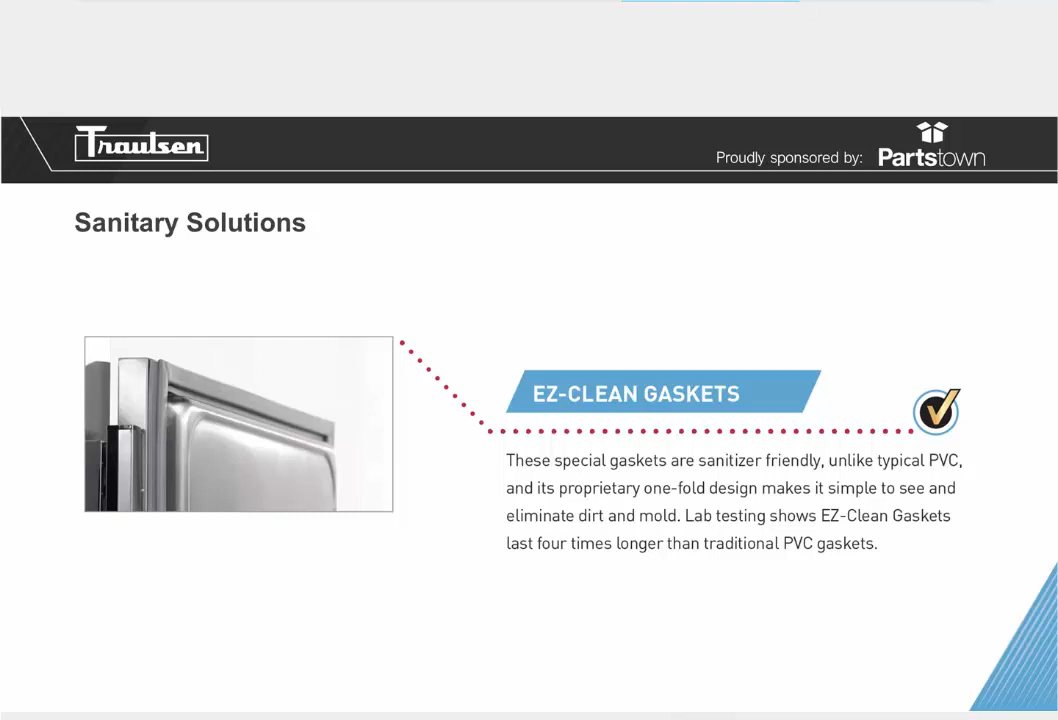 Traulsen
Proudly sponsored by: Partstown
Sanitary Solutions
EZ-CLEAN GASKETS
These special gaskets are sanitizer friendly, unlike typical PVC,
and its proprietary one-fold design makes it simple to see and
eliminate dirt and mold. Lab testing shows EZ-Clean Gaskets
last four times longer than traditional PVC gaskets.